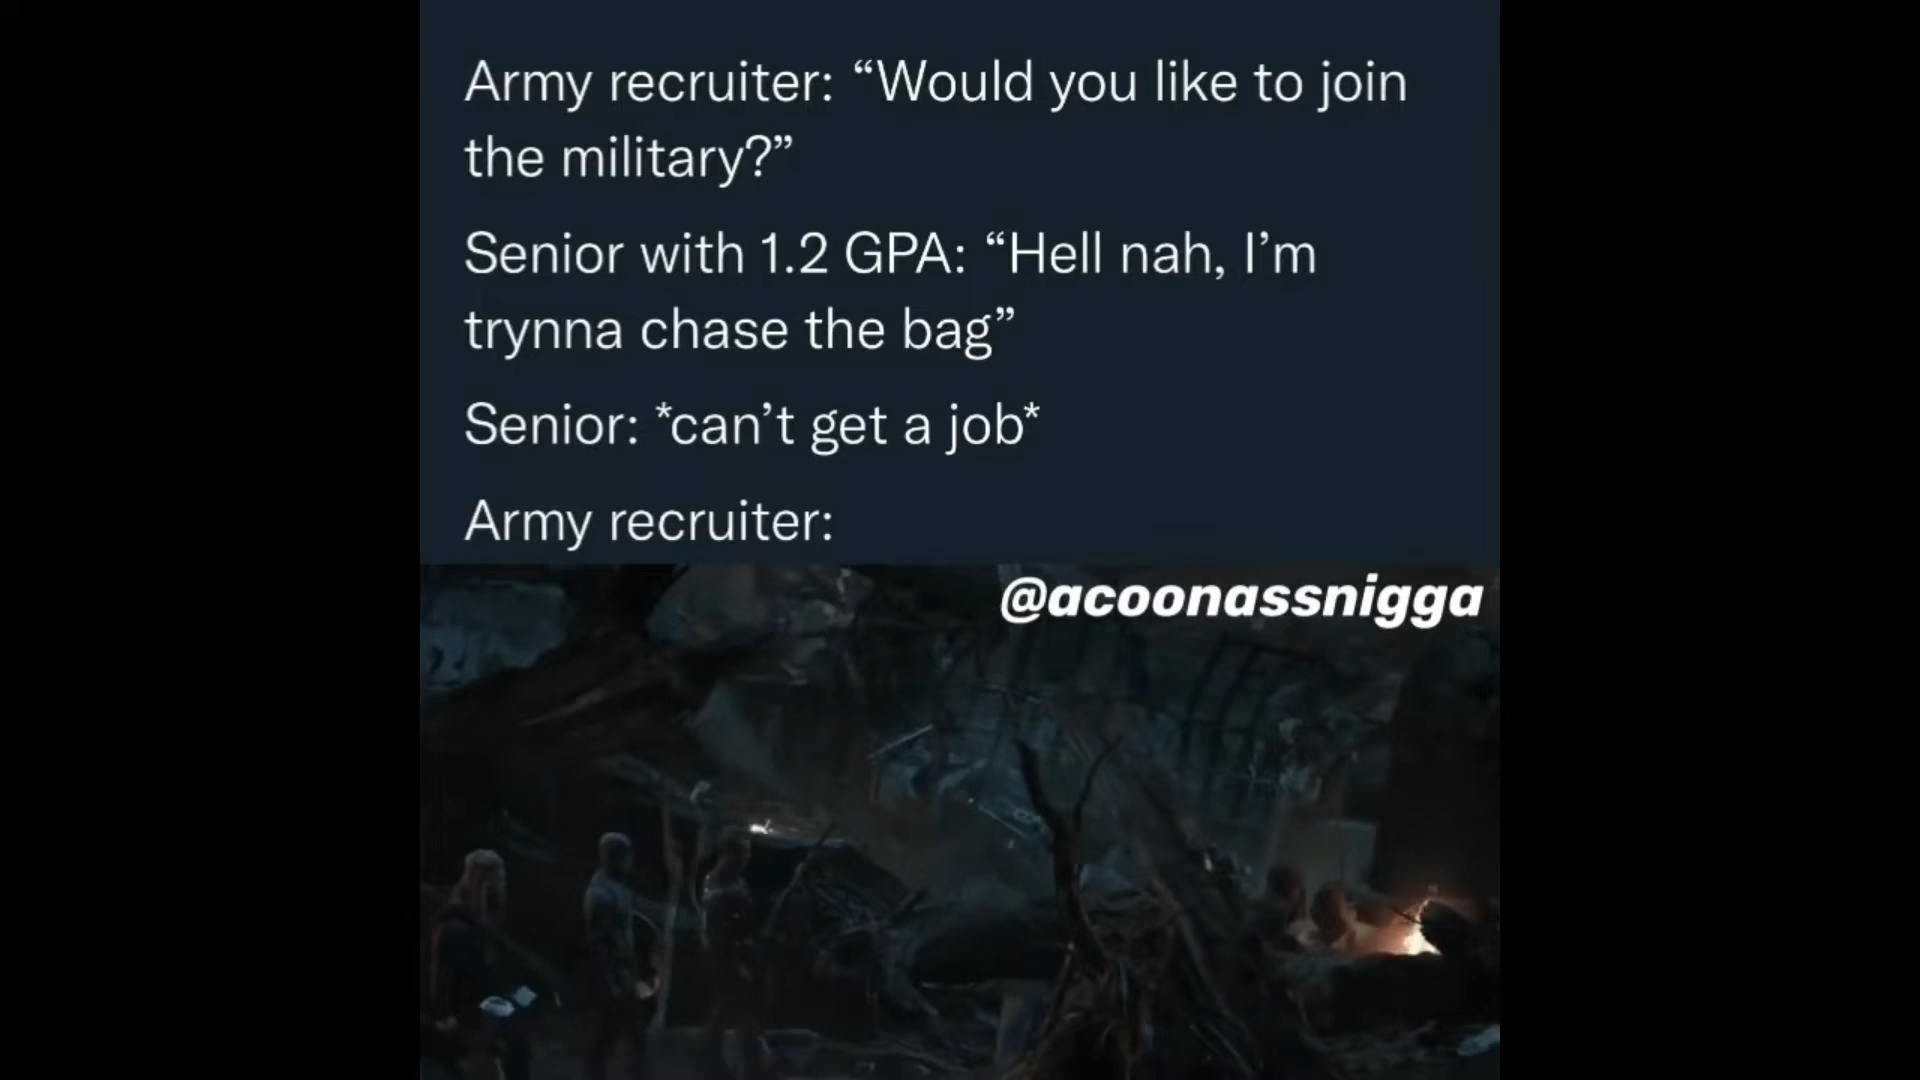 Army recruiter: “Would you like to join
the military?”
Senior with 1.2 GPA: “Hell nah, I’m
trynna chase the bag”
Senior: *can’t get a job*
Army recruiter:
@acoonassnigga